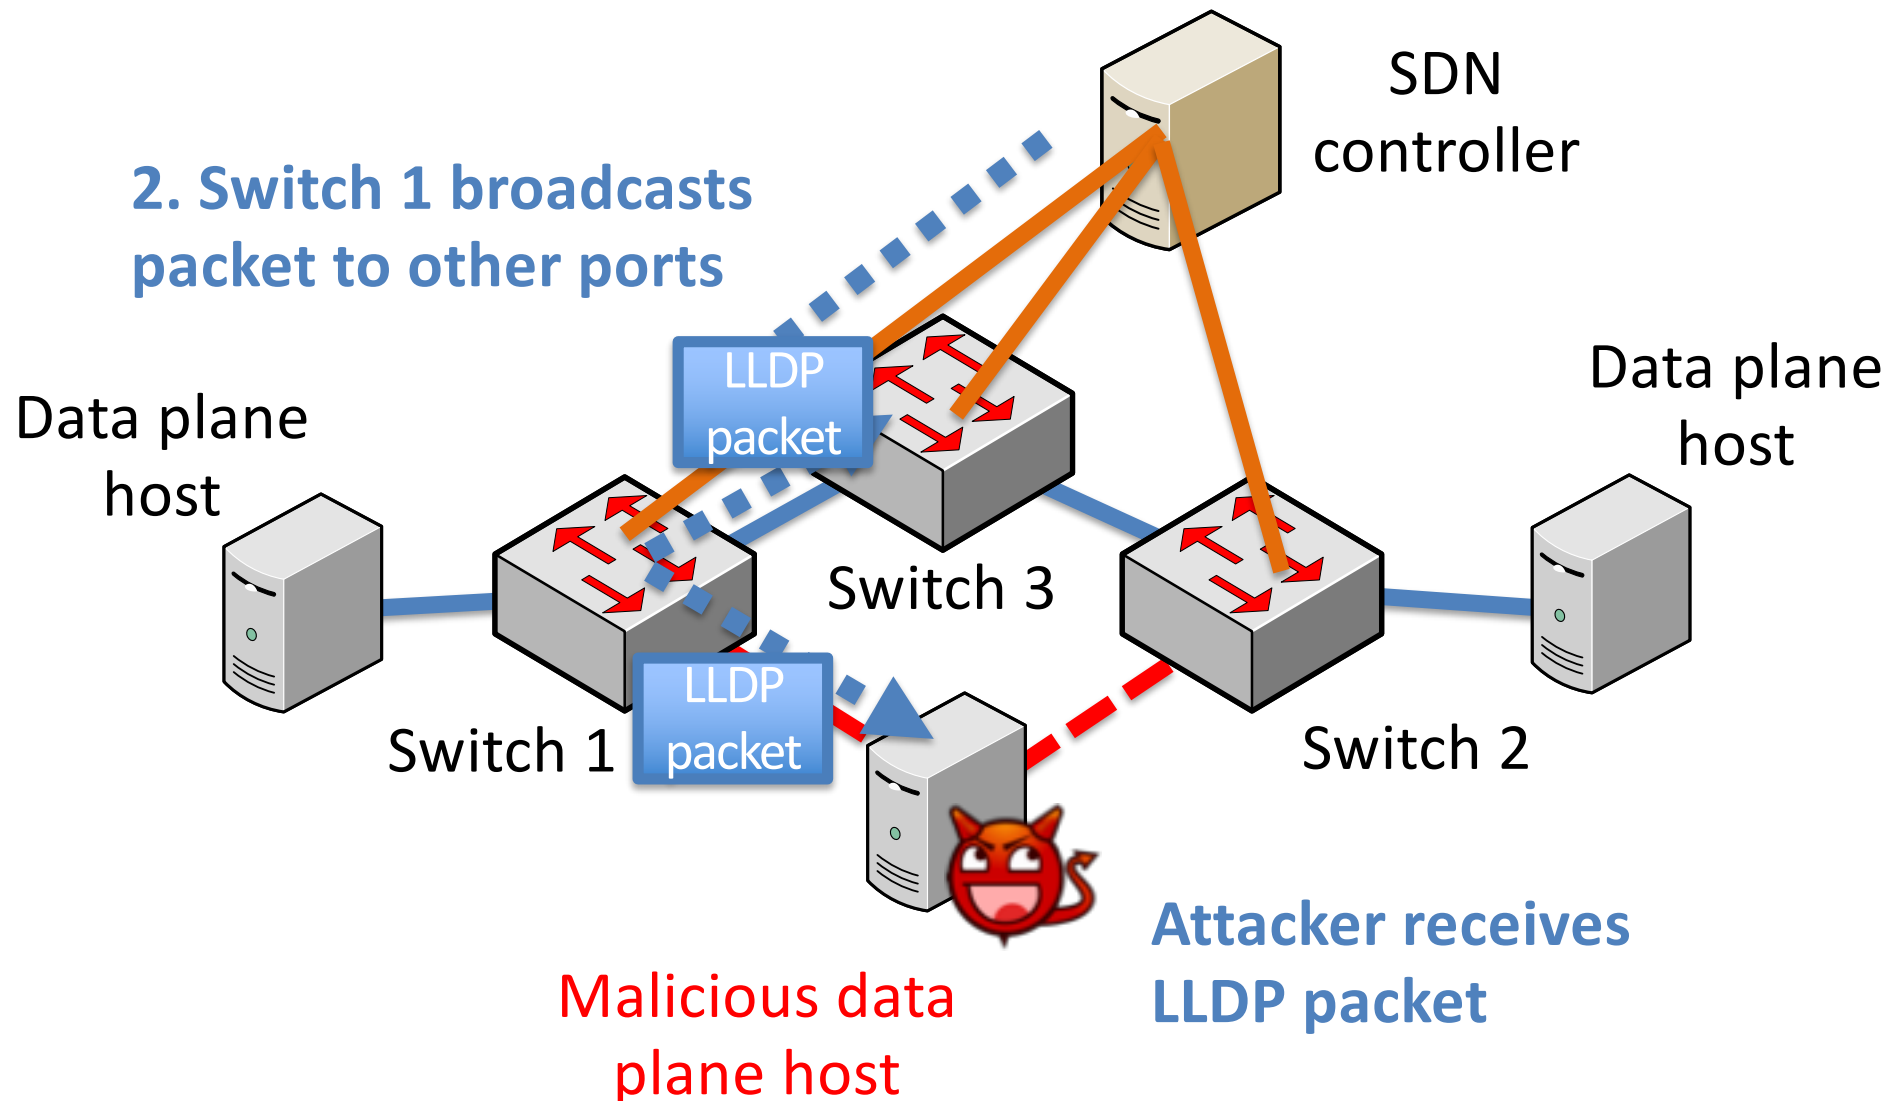 SDN
controller
2. Switch 1 broadcasts
packet to other ports
LLDP
packet
Data plane
host
Data plane
host
Switch 3
LLDP
packet
Switch 1
Switch 2
Attacker receives
LLDP packet
Malicious data
plane host